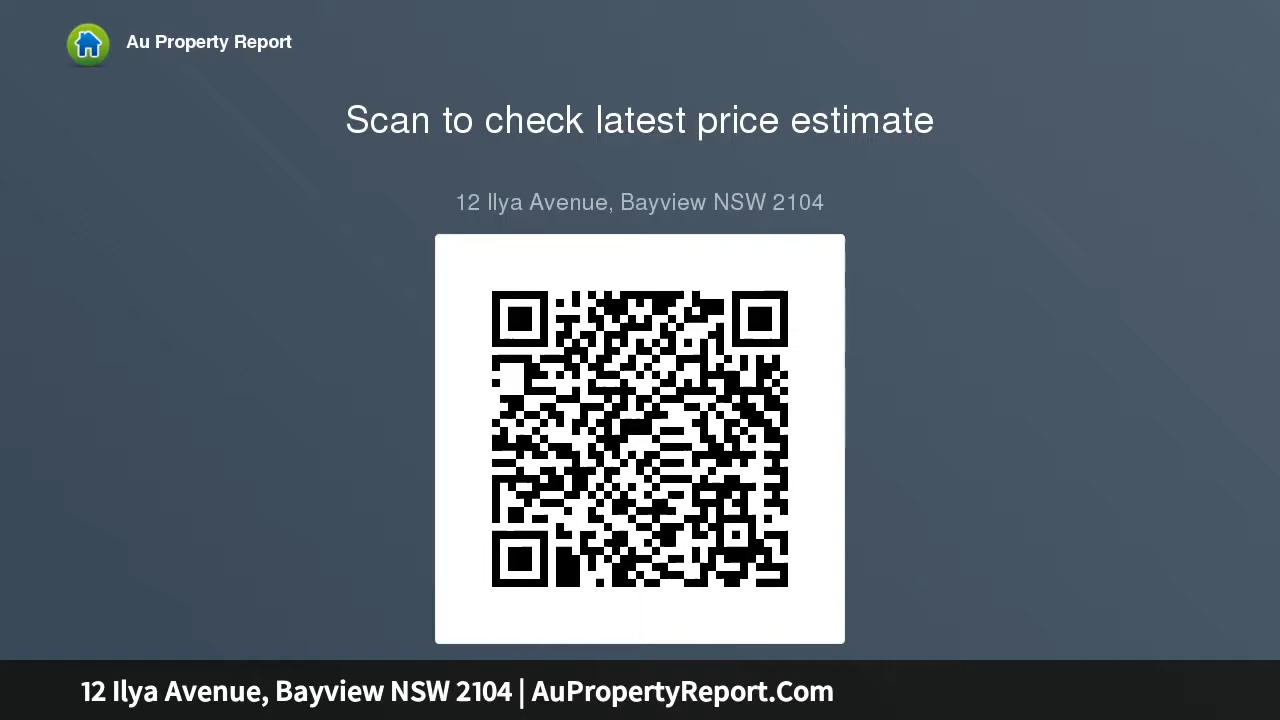 Au Property Report
Scan to check latest price estimate
12 Ilya Avenue, Bayview NSW 2104
12 Ilya Avenue, Bayview NSW 2104 | AuPropertyReport.Com